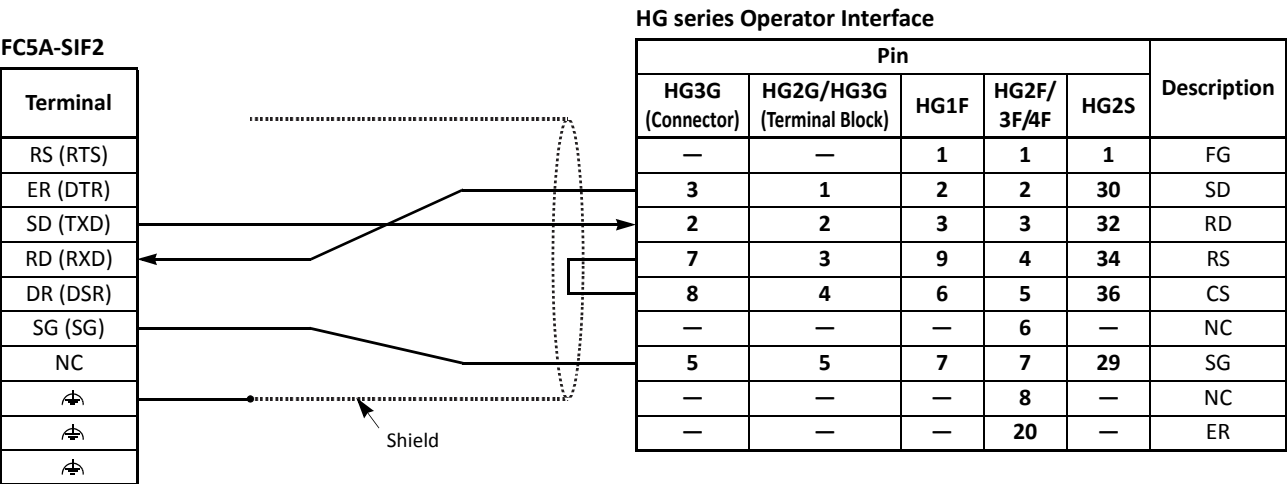 HG series Operator Interface
FC5A-SIF2
Terminal
RS (RTS)
ER (DTR)
SD (TXD)
RD (RXD)
DR (DSR)
SG (SG)
NC
Shield
Pin
Description
HG3G (Connector) HG2G/HG3G (Terminal Block) HG1F HG2F/3F/4F HG2S
— — 1 1 1 FG
3 1 2 2 30 SD
2 2 3 3 32 RD
7 3 9 4 34 RS
8 4 6 5 36 CS
— — — 6 — NC
5 5 7 7 29 SG
— — — 8 — NC
— — — 20 — ER